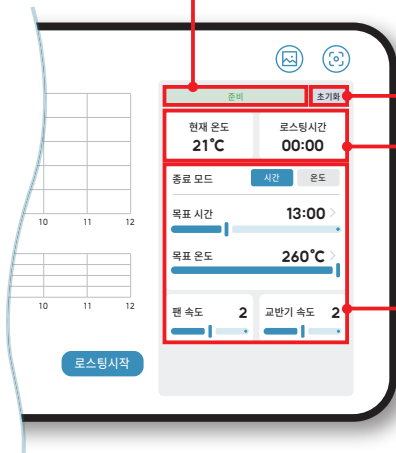 준비 초기화
현재 온도 로스팅시간
21℃ 00:00
종료 모드 시간 온도
목표 시간 13:00
목표 온도 260℃
팬 속도 2 교반기 속도 2
10 11 12
10 11 12
로스팅시작